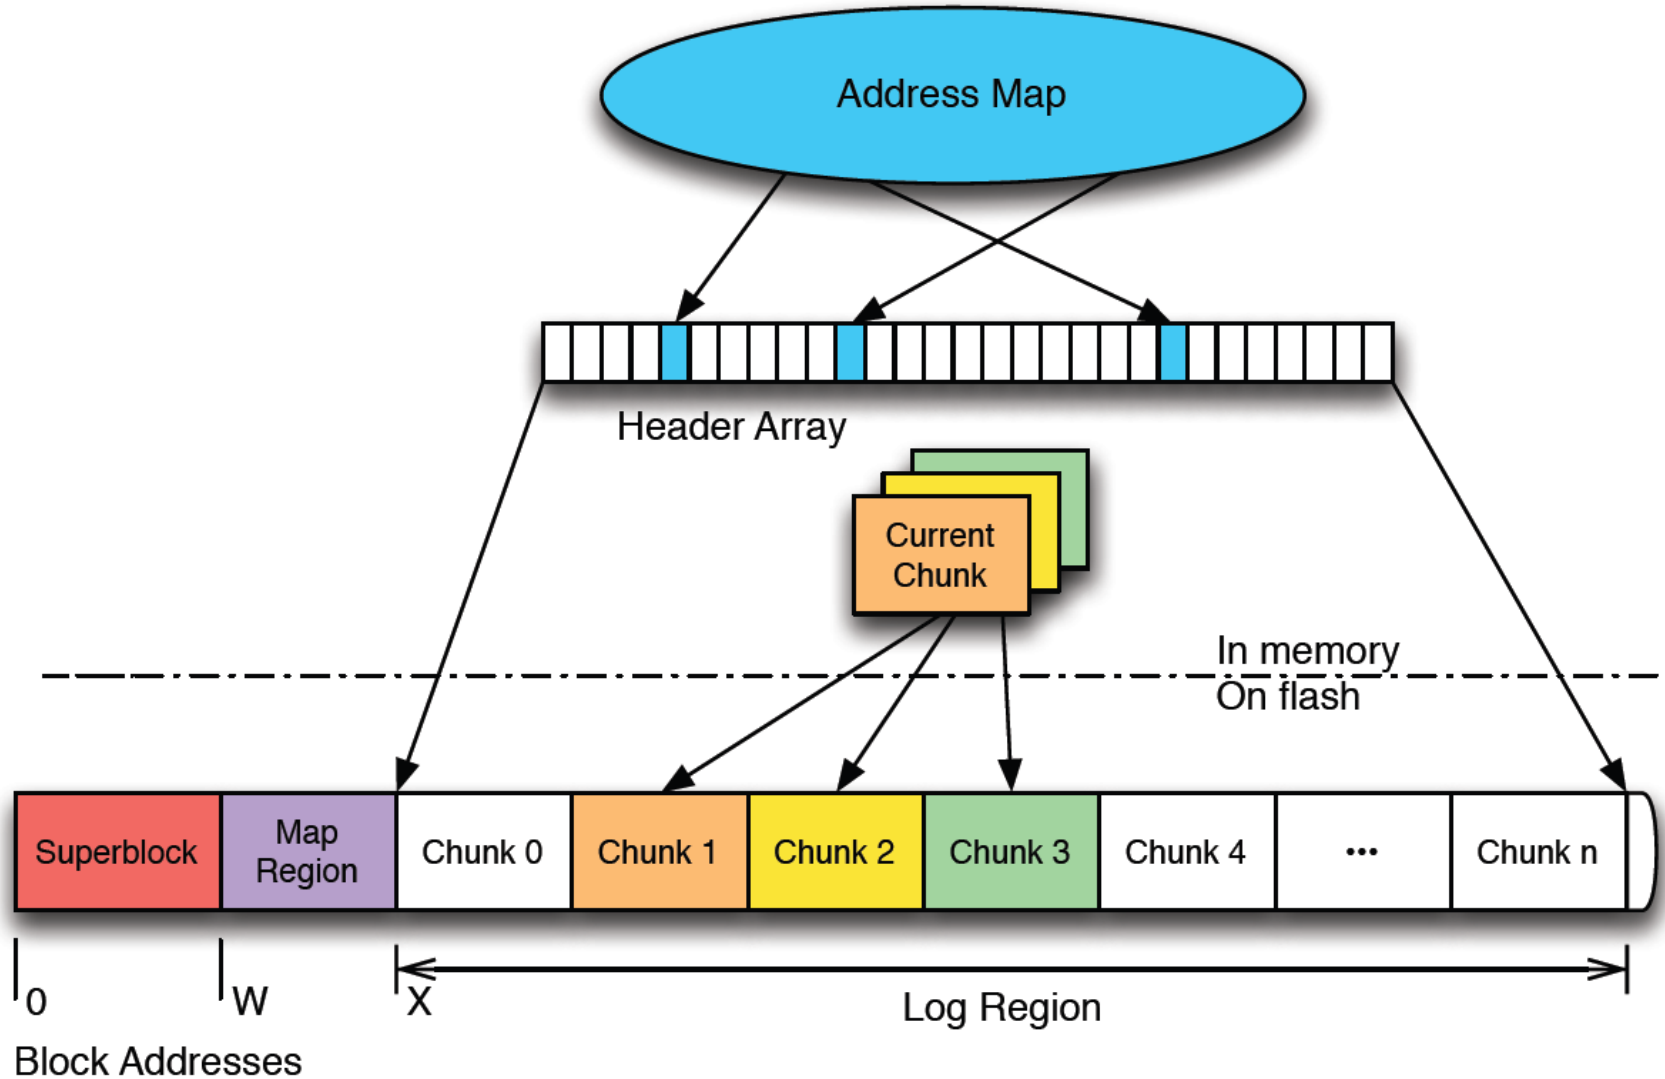 Address Map
Header Array
Current
Chunk
In memory
On flash
Superblock
Map
Region
Chunk 0
Chunk 1
Chunk 2
Chunk 3
Chunk 4
•••
Chunk n
0
W
X
Log Region
Block Addresses